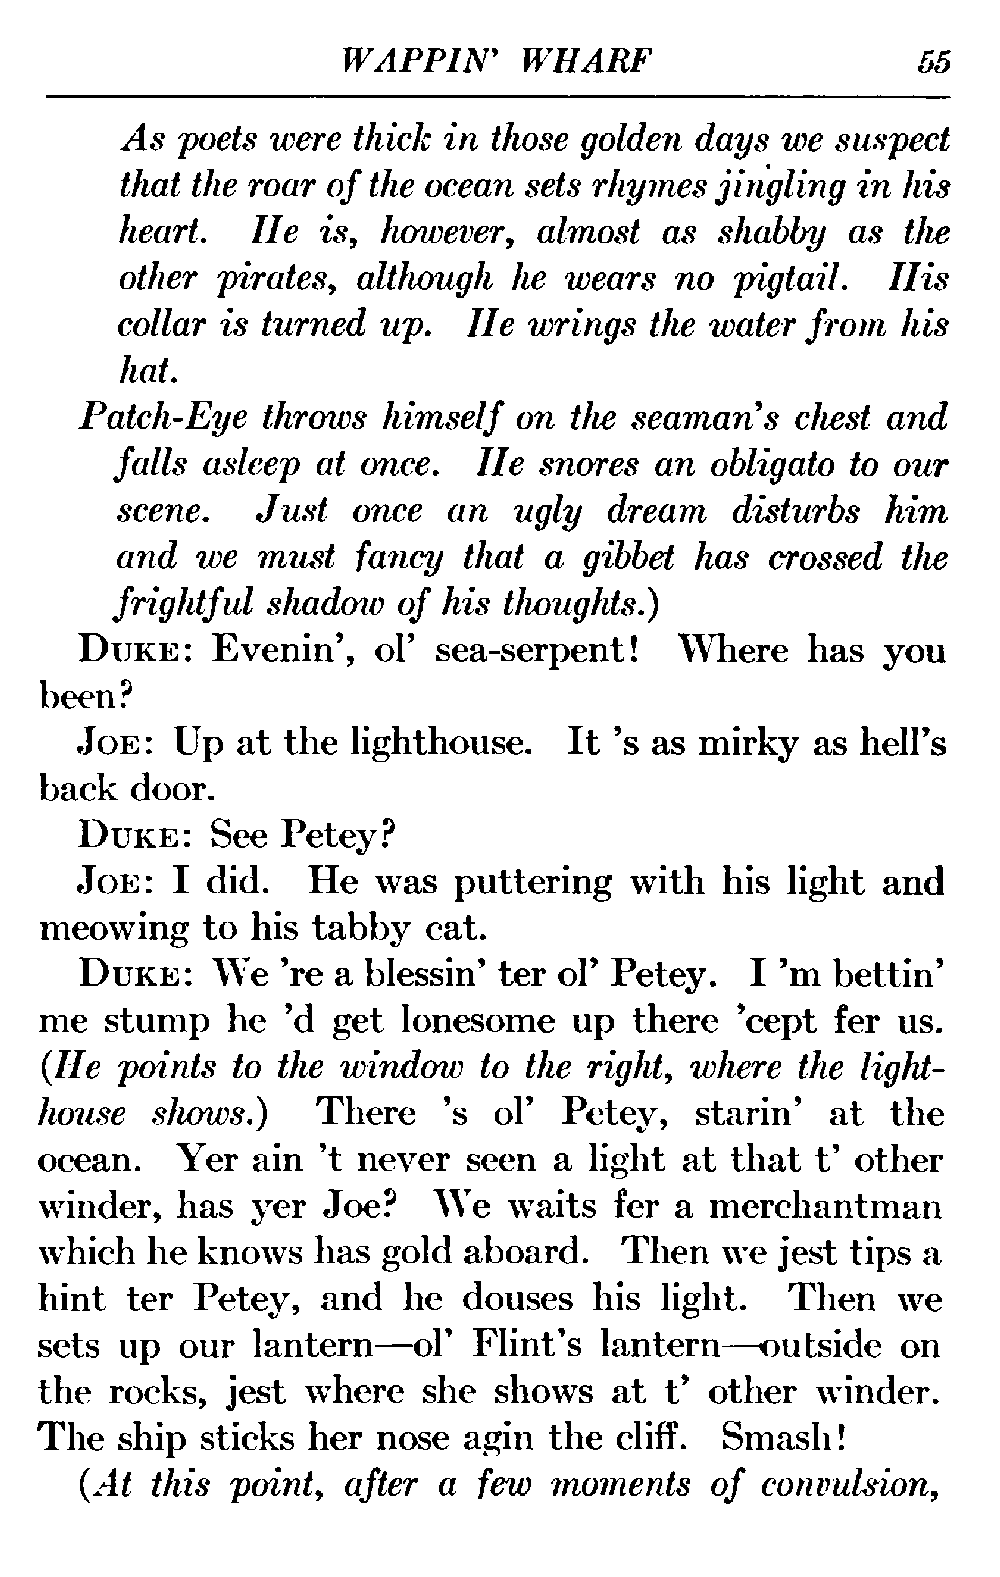 WAPPIN' WHARF 55
As poets were thick in those golden days we suspect
that the roar of the ocean sets rhymes jingling in his
heart. He is, however, almost as shabby as the
other pirates, although he wears no pigtail. His
collar is turned up. He wrings the water from his
hat.
Patch-Eye throws himself on the seaman's chest and
falls asleep at once. He snores an obligato to our
scene. Just once an ugly dream disturbs him
and we must fancy that a gibbet has crossed the
frightful shadow of his thoughts.)
DUKE: Evenin', ol' sea-serpent! Where has you
been?
JOE: Up at the lighthouse. It 's as mirky as hell's
back door.
DUKE: See Petey?
JOE: I did. He was puttering with his light and
meowing to his tabby cat.
DUKE: We 're a blessin' ter ol' Petey. I 'm bettin'
me stump he 'd get lonesome up there 'cept fer us.
(He points to the window to the right, where the light-
house shows.) There 's ol' Petey, starin' at the
ocean. Yer ain 't never seen a light at that t' other
winder, has yer Joe? We waits fer a merchantman
which he knows has gold aboard. Then we jest tips a
hint ter Petey, and he douses his light. Then we
sets up our lantern—ol' Flint's lantern—outside on
the rocks, jest where she shows at t' other winder.
The ship sticks her nose agin the cliff. Smash!
(At this point, after a few moments of convulsion,